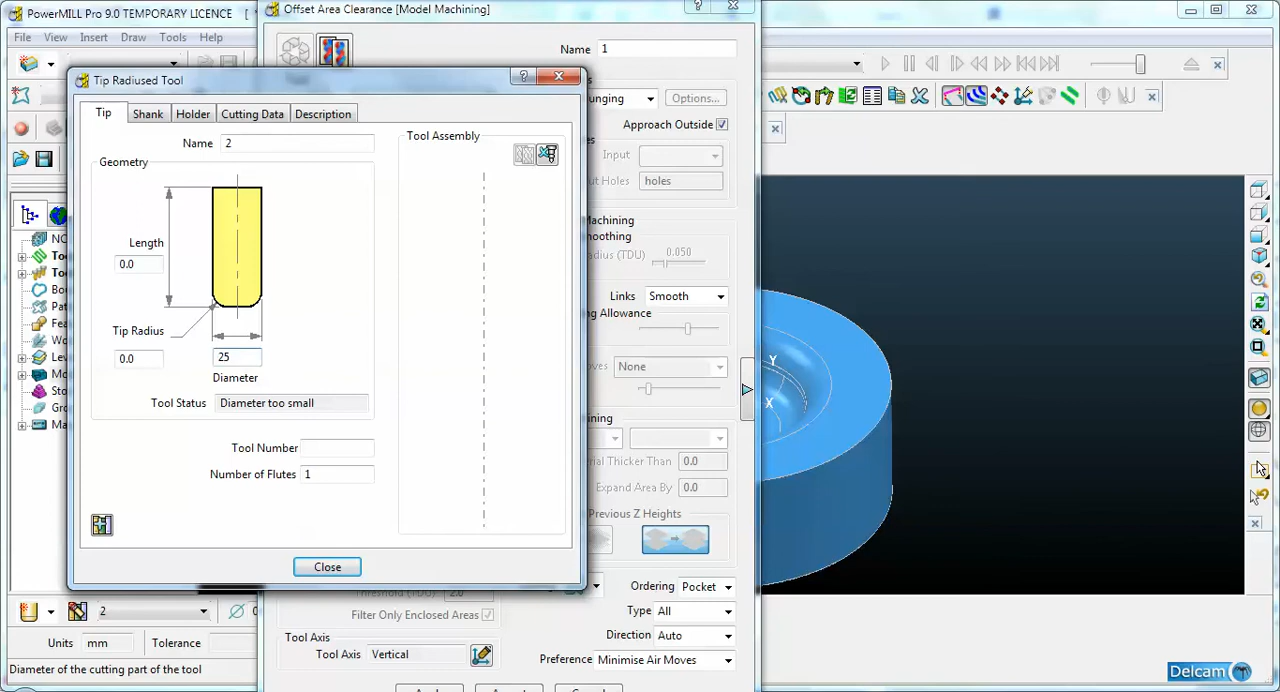 PowerMILL Pro 9.0 TEMPORARY LICENCE [
Offset Area Clearance [Model Machining]
File View Insert Draw Tools Help
Name 1
Tip Radiused Tool
Options...
Approach Outside
Tip Shank Holder Cutting Data Description
Name 2
Tool Assembly
Input
Geometry
holes
Machining
Length
0.0
0.050
Links Smooth
Tip Radius
0.0
25
Diameter
None
Tool Status Diameter too small
Tool Number
Number of Flutes 1
Thicker Than 0.0
Expand Area By 0.0
Previous Z Heights
Y
X
Close
Ordering Pocket
Threshold (TDU) 2.0
2
Type All
Filter Only Enclosed Areas
Direction Auto
Tool Axis
Units mm Tolerance
Tool Axis Vertical
Preference Minimise Air Moves
Diameter of the cutting part of the tool
Delcam